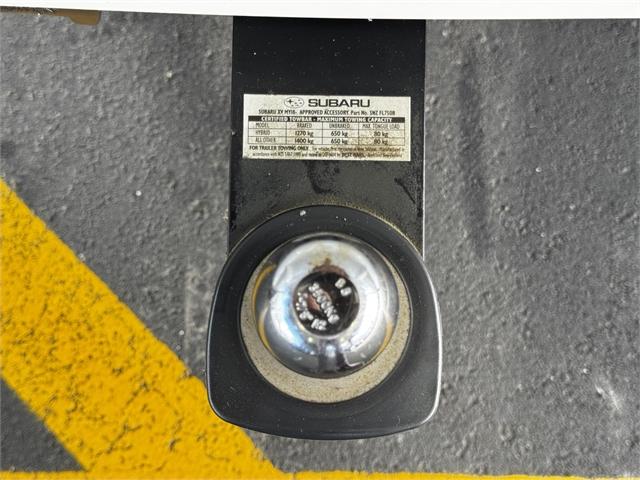 SUBARU
SUBARU XV MY18- APPROVED ACCESSORY. Part No. SNZ FL750B
CERTIFIED TOWBAR - MAXIMUM TOWING CAPACITY
MODEL BRAKED UNBRAKED MAX. TONGUE LOAD
HYBRID 1270 kg 650 kg 80 kg
ALL OTHER 1400 kg 650 kg 80 kg
FOR TRAILER TOWING ONLY.